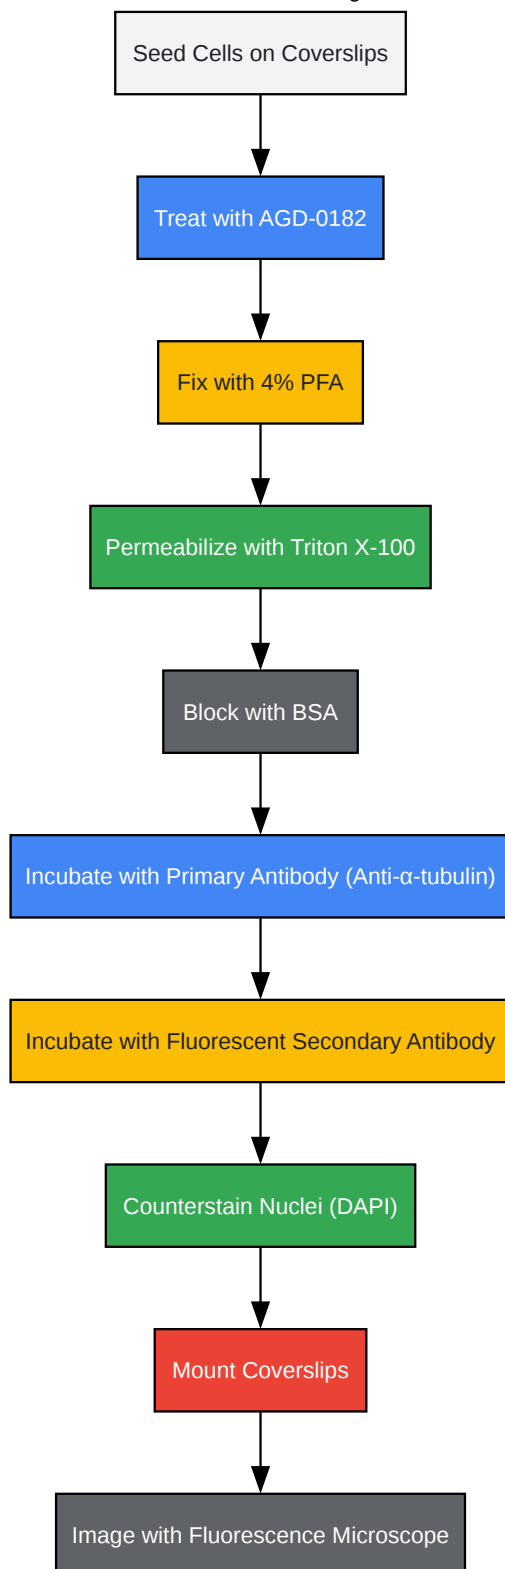 Seed Cells on Coverslips
Treat with AGD-0182
Fix with 4% PFA
Permeabilize with Triton X-100
Block with BSA
Incubate with Primary Antibody (Anti-α-tubulin)
Incubate with Fluorescent Secondary Antibody
Counterstain Nuclei (DAPI)
Mount Coverslips
Image with Fluorescence Microscope